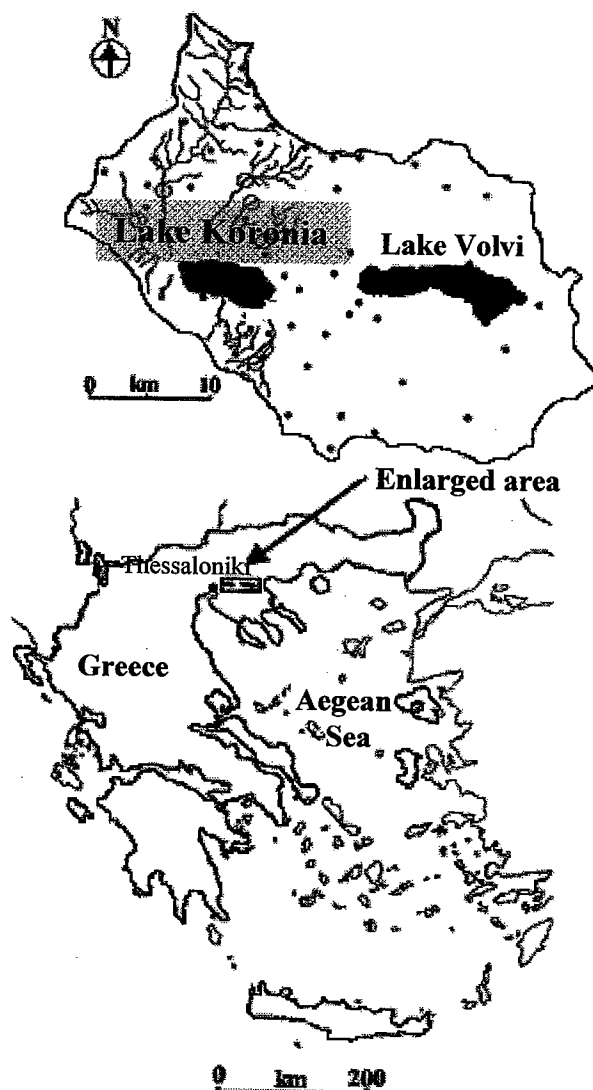 N
Lake Koronia
Lake Volvi
0 km 10
Enlarged area
Thessaloniki
Greece
Aegean
Sea
0 km 200